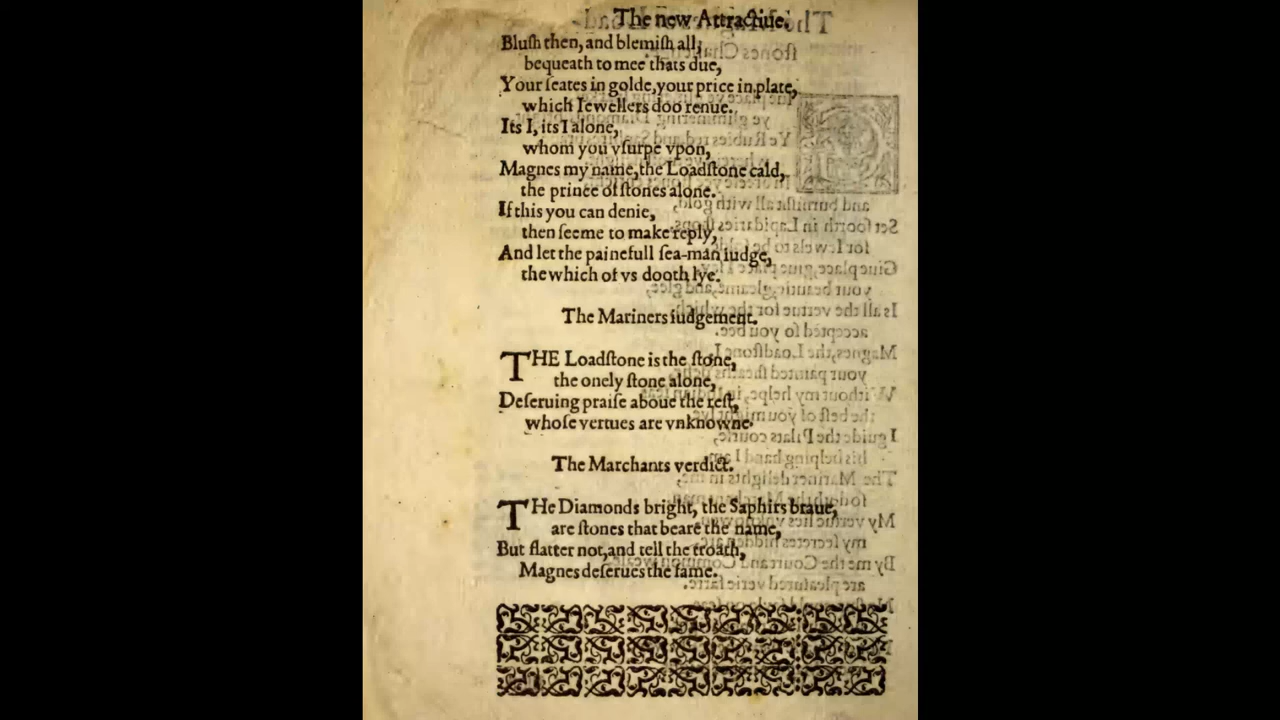 The new Attractiue.
Bluſh then, and blemiſh all,
bequeath to mee thats due,
Your ſeates in golde, your price in plate,
which Iewellers doo renue.
Its I, its I alone,
whom you vſurpe vpon,
Magnes my name, the Loadſtone cald,
the prince of ſtones alone.
If this you can denie,
then ſeeme to make reply,
And let the painefull ſea-man iudge,
the which of vs dooth lye.
The Mariners iudgement.
THE Loadſtone is the ſtone,
the onely ſtone alone,
Deſeruing praiſe aboue the reſt,
whoſe vertues are vnknowne.
The Marchants verdict.
THe Diamonds bright, the Saphirs braue,
are ſtones that beare the name,
But flatter not, and tell the troath,
Magnes deſerues the ſame.